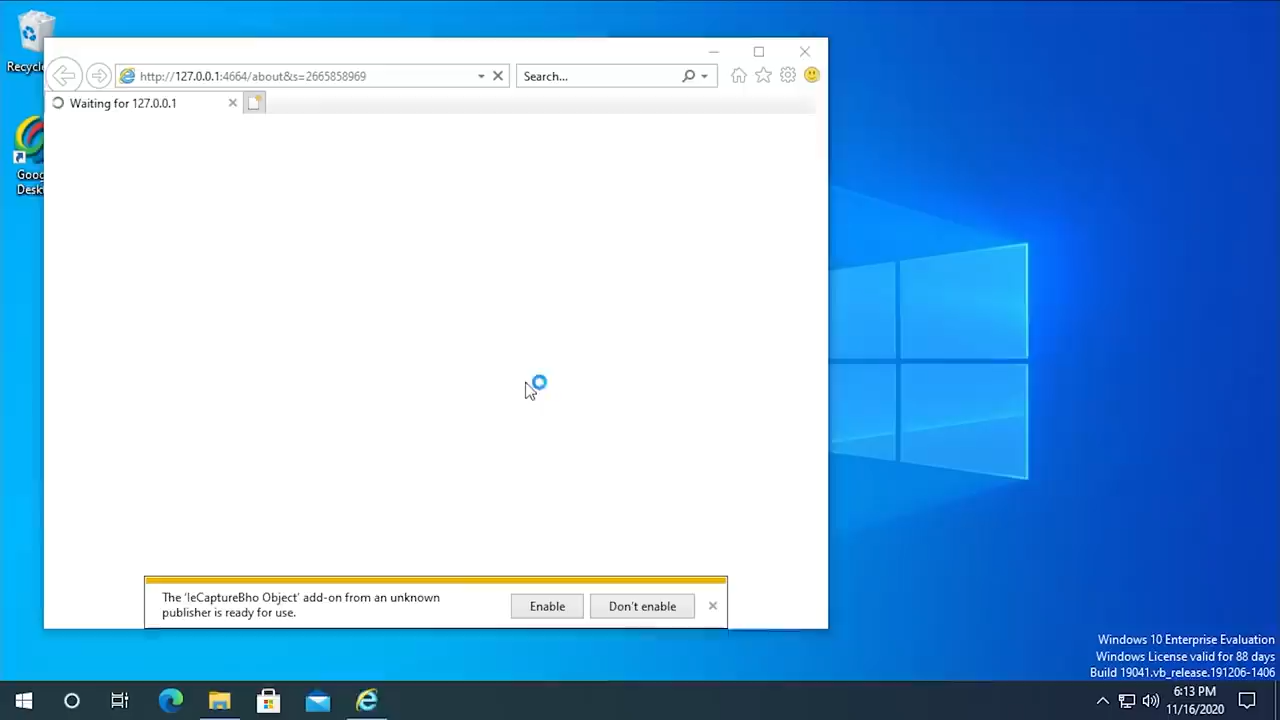 Recycl
Goog
Desk
http://127.0.0.1:4664/about&s=2665858969
Search...
Waiting for 127.0.0.1
The 'IeCaptureBho Object' add-on from an unknown
publisher is ready for use.
Enable
Don't enable
Windows 10 Enterprise Evaluation
Windows License valid for 88 days
Build 19041.vb_release.191206-1406
6:13 PM
11/16/2020